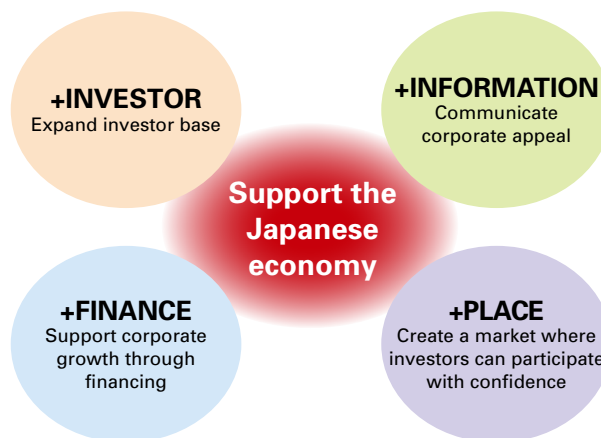 +INVESTOR
Expand investor base
+INFORMATION
Communicate
corporate appeal
Support the
Japanese
economy
+FINANCE
Support corporate
growth through
financing
+PLACE
Create a market where
investors can participate
with confidence